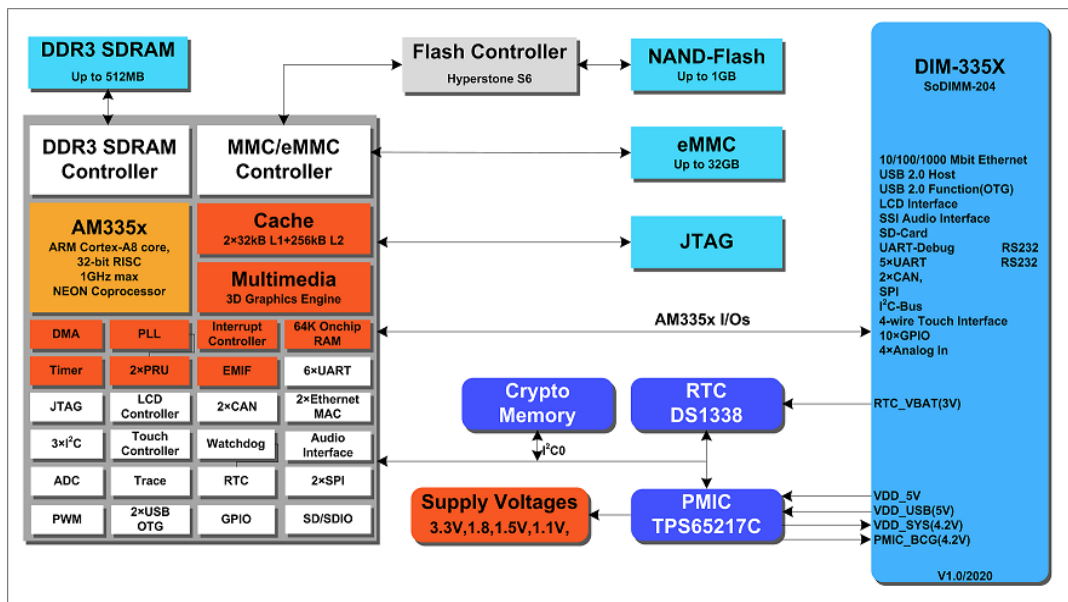 DDR3 SDRAM
Up to 512MB
Flash Controller
Hyperstone S6
NAND-Flash
Up to 1GB
DDR3 SDRAM
Controller
MMC/eMMC
Controller
eMMC
Up to 32GB
AM335x
ARM Cortex-A8 core,
32-bit RISC
1GHz max
NEON Coprocessor
Cache
2×32kB L1+256kB L2
Multimedia
3D Graphics Engine
JTAG
DMA
PLL
Interrupt
Controller
64K Onchip
RAM
Timer
2×PRU
EMIF
6×UART
JTAG
LCD
Controller
2×CAN
2×Ethernet
MAC
3×I²C
Touch
Controller
Watchdog
Audio
Interface
ADC
Trace
RTC
2×SPI
PWM
2×USB
OTG
GPIO
SD/SDIO
AM335x I/Os
Crypto
Memory
RTC
DS1338
I²C0
Supply Voltages
3.3V,1.8,1.5V,1.1V,
PMIC
TPS65217C
DIM-335X
SoDIMM-204
10/100/1000 Mbit Ethernet
USB 2.0 Host
USB 2.0 Function(OTG)
LCD Interface
SSI Audio Interface
SD-Card
UART-Debug RS232
5×UART RS232
2×CAN,
SPI
I²C-Bus
4-wire Touch Interface
10×GPIO
4×Analog In
RTC_VBAT(3V)
VDD_5V
VDD_USB(5V)
VDD_SYS(4.2V)
PMIC_BCG(4.2V)
V1.0/2020